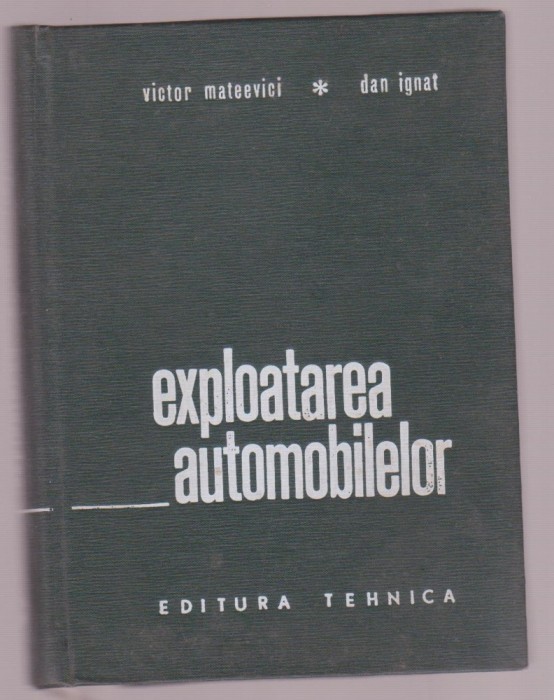 victor mateevici * dan ignat
exploatarea
automobilelor
EDITURA TEHNICA